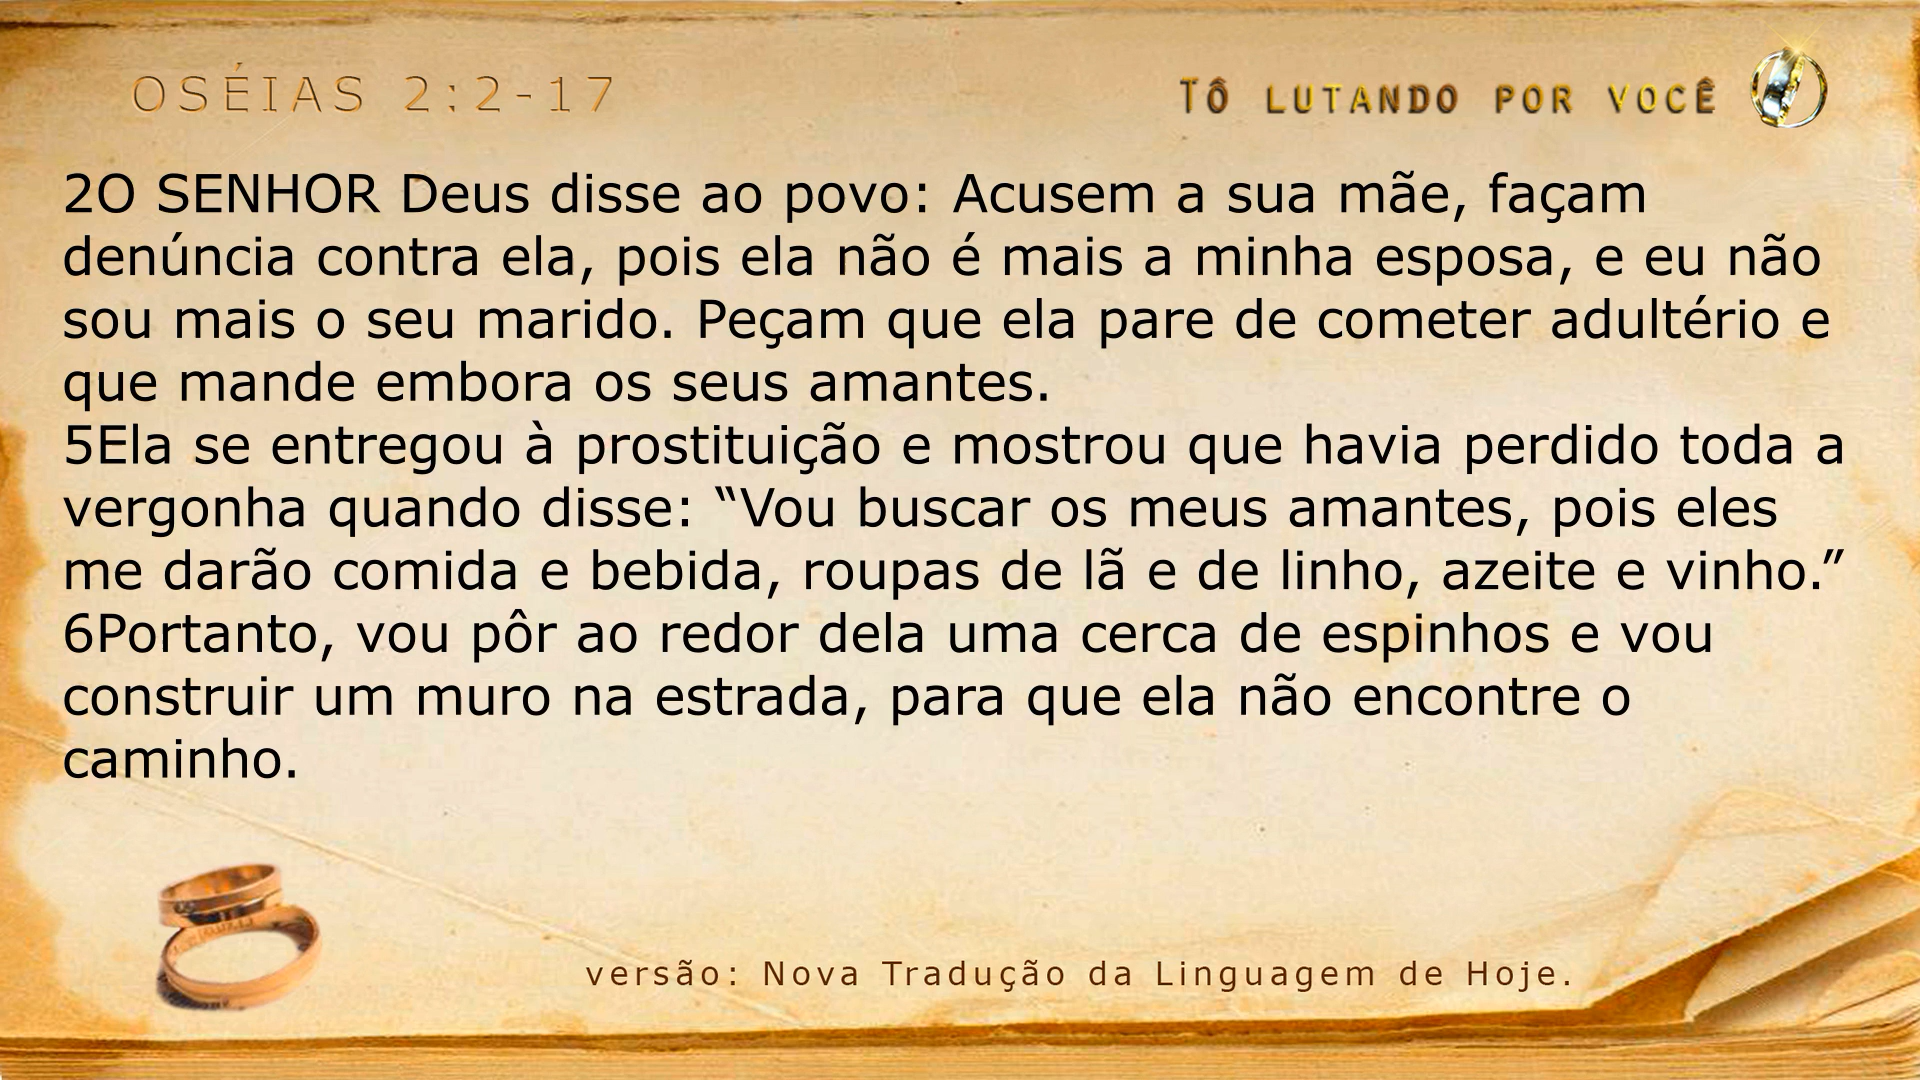 OSÉIAS 2:2-17
TÔ LUTANDO POR VOCÊ
2O SENHOR Deus disse ao povo: Acusem a sua mãe, façam
denúncia contra ela, pois ela não é mais a minha esposa, e eu não
sou mais o seu marido. Peçam que ela pare de cometer adultério e
que mande embora os seus amantes.
5Ela se entregou à prostituição e mostrou que havia perdido toda a
vergonha quando disse: “Vou buscar os meus amantes, pois eles
me darão comida e bebida, roupas de lã e de linho, azeite e vinho.”
6Portanto, vou pôr ao redor dela uma cerca de espinhos e vou
construir um muro na estrada, para que ela não encontre o
caminho.
versão: Nova Tradução da Linguagem de Hoje.